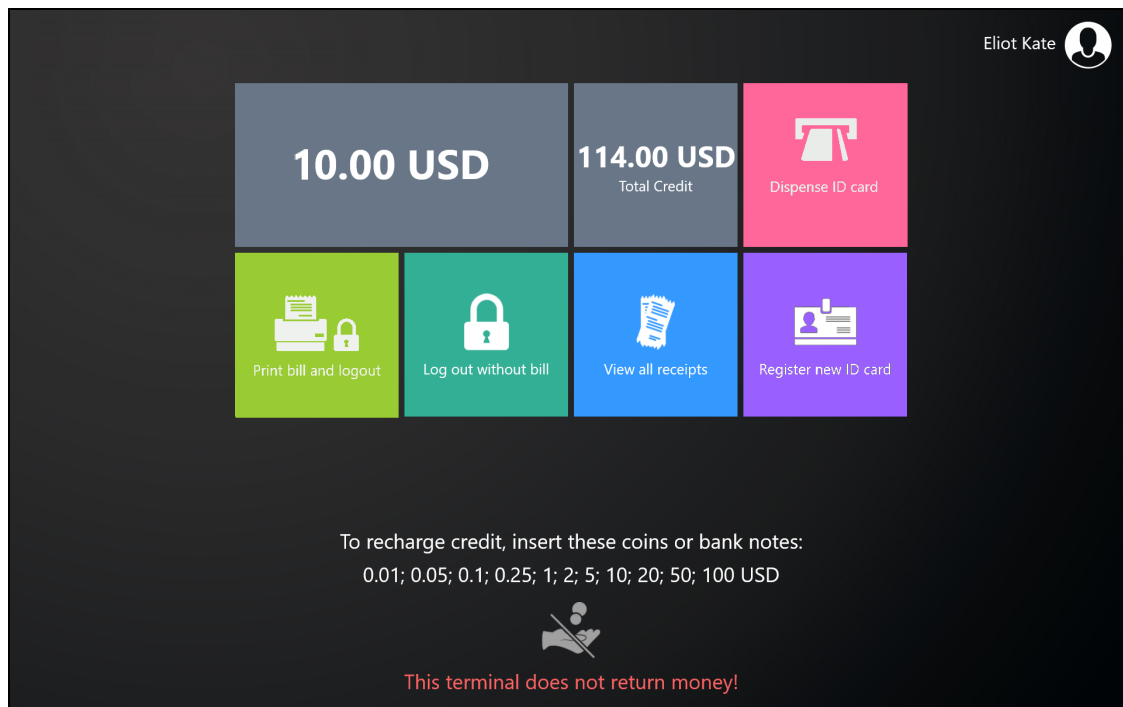 Eliot Kate
10.00 USD
114.00 USD
Total Credit
Dispense ID card
Print bill and logout
Log out without bill
View all receipts
Register new ID card
To recharge credit, insert these coins or bank notes:
0.01; 0.05; 0.1; 0.25; 1; 2; 5; 10; 20; 50; 100 USD
This terminal does not return money!